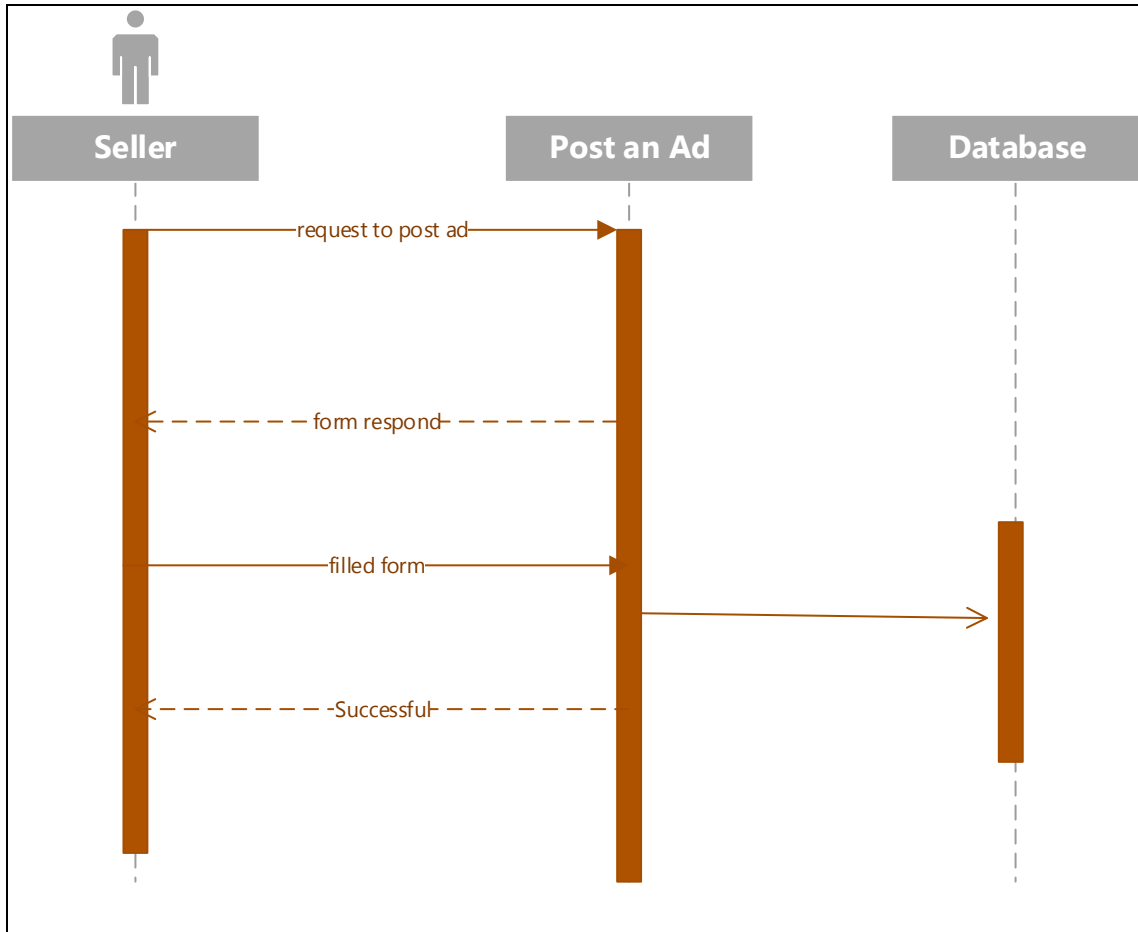 Seller
Post an Ad
Database
request to post ad
form respond
filled form
Successful